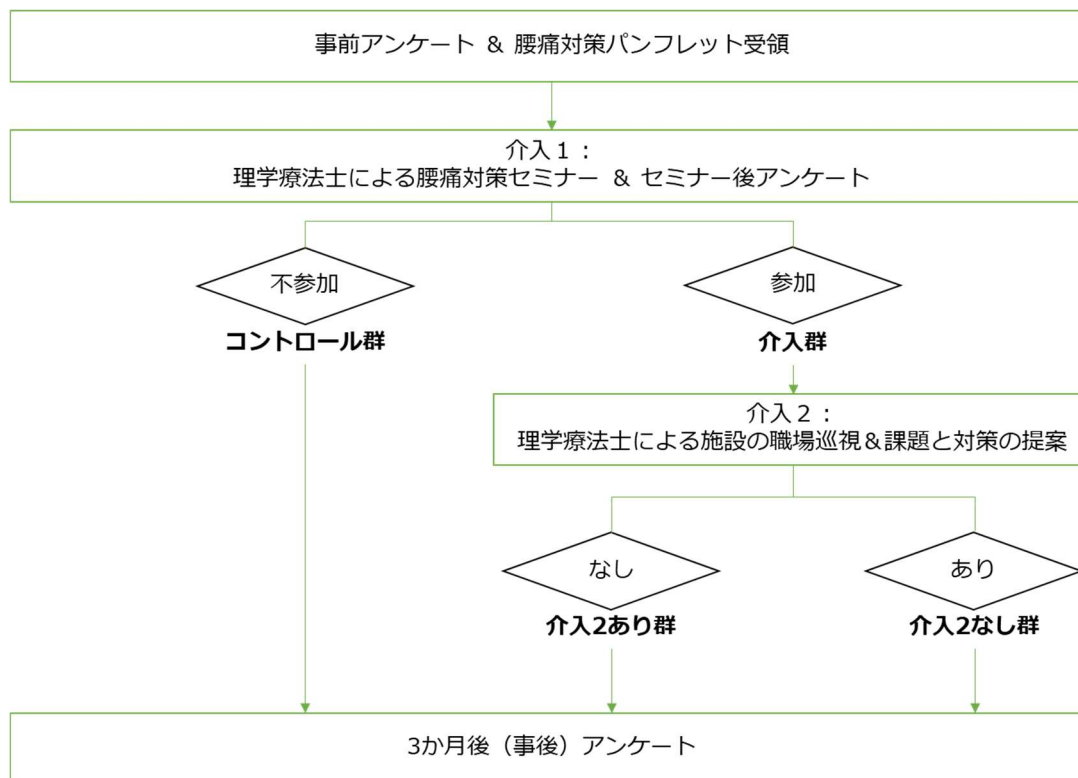 事前アンケート & 腰痛対策パンフレット受領
介入１：
理学療法士による腰痛対策セミナー & セミナー後アンケート
不参加
参加
コントロール群
介入群
介入２：
理学療法士による施設の職場巡視＆課題と対策の提案
なし
あり
介入2あり群
介入2なし群
3か月後（事後）アンケート